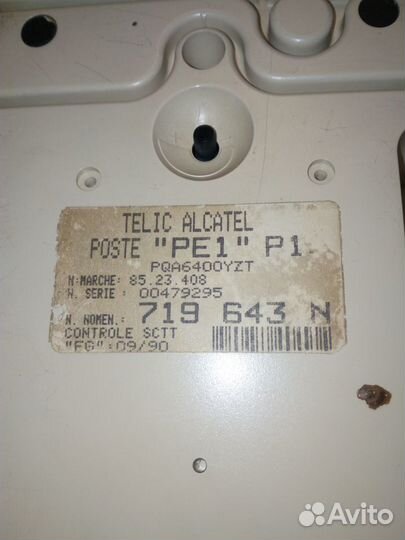 TELIC ALCATEL
POSTE "PE1" P1
PQA6400YZT
N.MARCHE: 85.23.408
N. SERIE : 00479295
N. NOMEN.: 719 643 N
CONTROLE SCTT
"FG":09/90
Avito